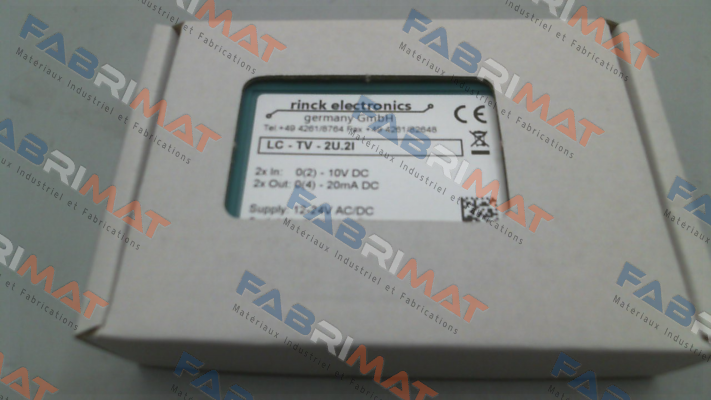 rinck electronics
germany GmbH
Tel +49 4261/8764 Fax +49 4261/82648
LC - TV - 2U.2I
2x In: 0(2) - 10V DC
2x Out: 0(4) - 20mA DC
Supply: 12-24V AC/DC
CE
FABRIMAT
Matériaux Industriel et Fabrications